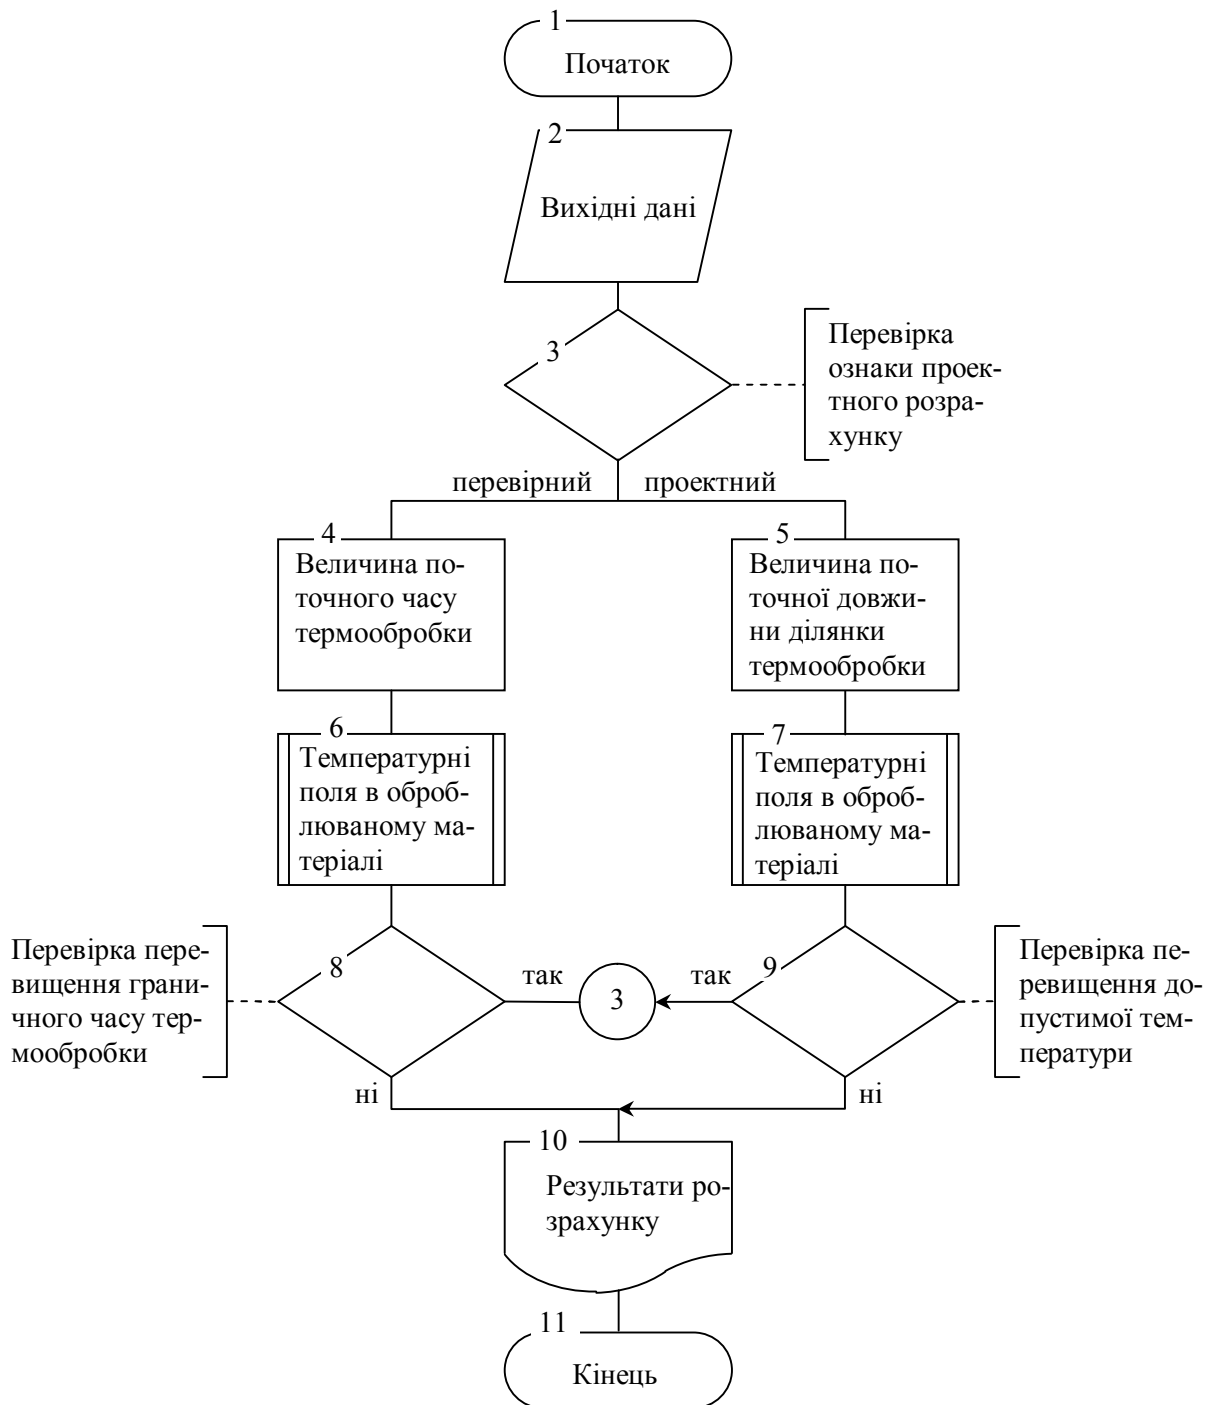 1
Початок
2
Вихідні дані
3
Перевірка
ознаки проек-
тного розра-
хунку
перевірний
проектний
4
Величина по-
точного часу
термообробки
5
Величина по-
точної довжи-
ни ділянки
термообробки
6
Температурні
поля в оброб-
люваному ма-
теріалі
7
Температурні
поля в оброб-
люваному ма-
теріалі
Перевірка пере-
вищення грани-
чного часу тер-
мообробки
8
так
3
так
9
Перевірка пе-
ревищення до-
пустимої тем-
ператури
ні
ні
10
Результати ро-
зрахунку
11
Кінець